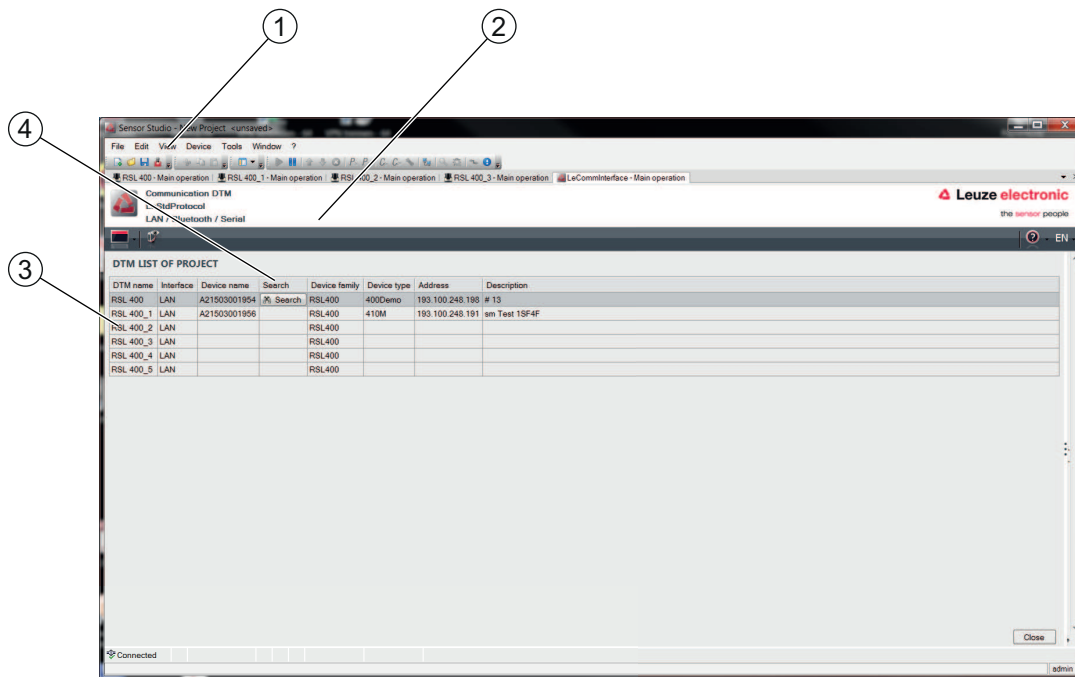 1
2
4
3
Sensor Studio - New Project <unsaved>
File Edit View Device Tools Window ?
RSL 400 - Main operation RSL 400_1 - Main operation RSL 400_2 - Main operation RSL 400_3 - Main operation LeCommInterface - Main operation
Communication DTM
LeStdProtocol
LAN / Bluetooth / Serial
Leuze electronic
the sensor people
EN
DTM LIST OF PROJECT
DTM name Interface Device name Search Device family Device type Address Description
RSL 400 LAN A21503001954 Search RSL400 400Demo 193.100.248.198 # 13
RSL 400_1 LAN A21503001956 RSL400 410M 193.100.248.191 sm Test 1SF4F
RSL 400_2 LAN RSL400
RSL 400_3 LAN RSL400
RSL 400_4 LAN RSL400
RSL 400_5 LAN RSL400
Close
Connected
admin